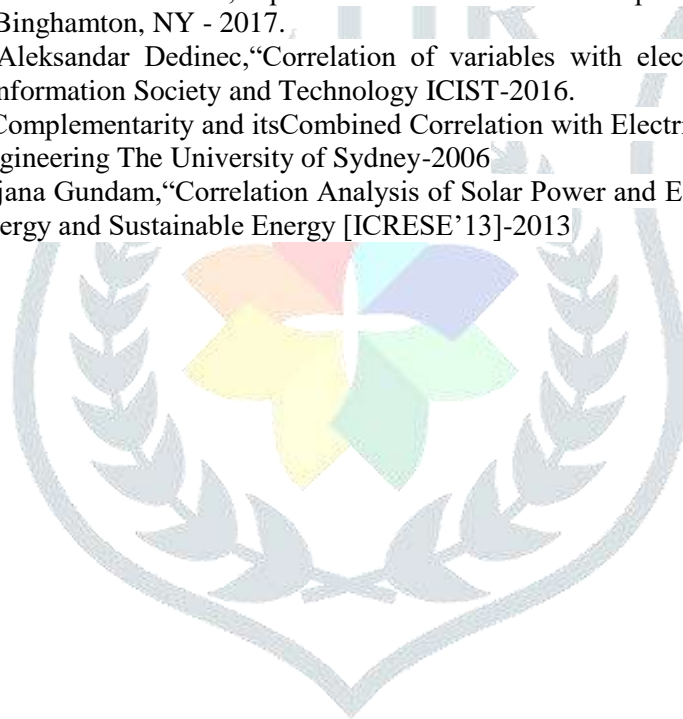 Binghamton, NY - 2017.
Aleksandar Dedinec,“Correlation of variables with elec
nformation Society and Technology ICIST-2016.
Complementarity and itsCombined Correlation with Electri
gineering The University of Sydney-2006
jana Gundam,“Correlation Analysis of Solar Power and E
ergy and Sustainable Energy [ICRESE’13]-2013